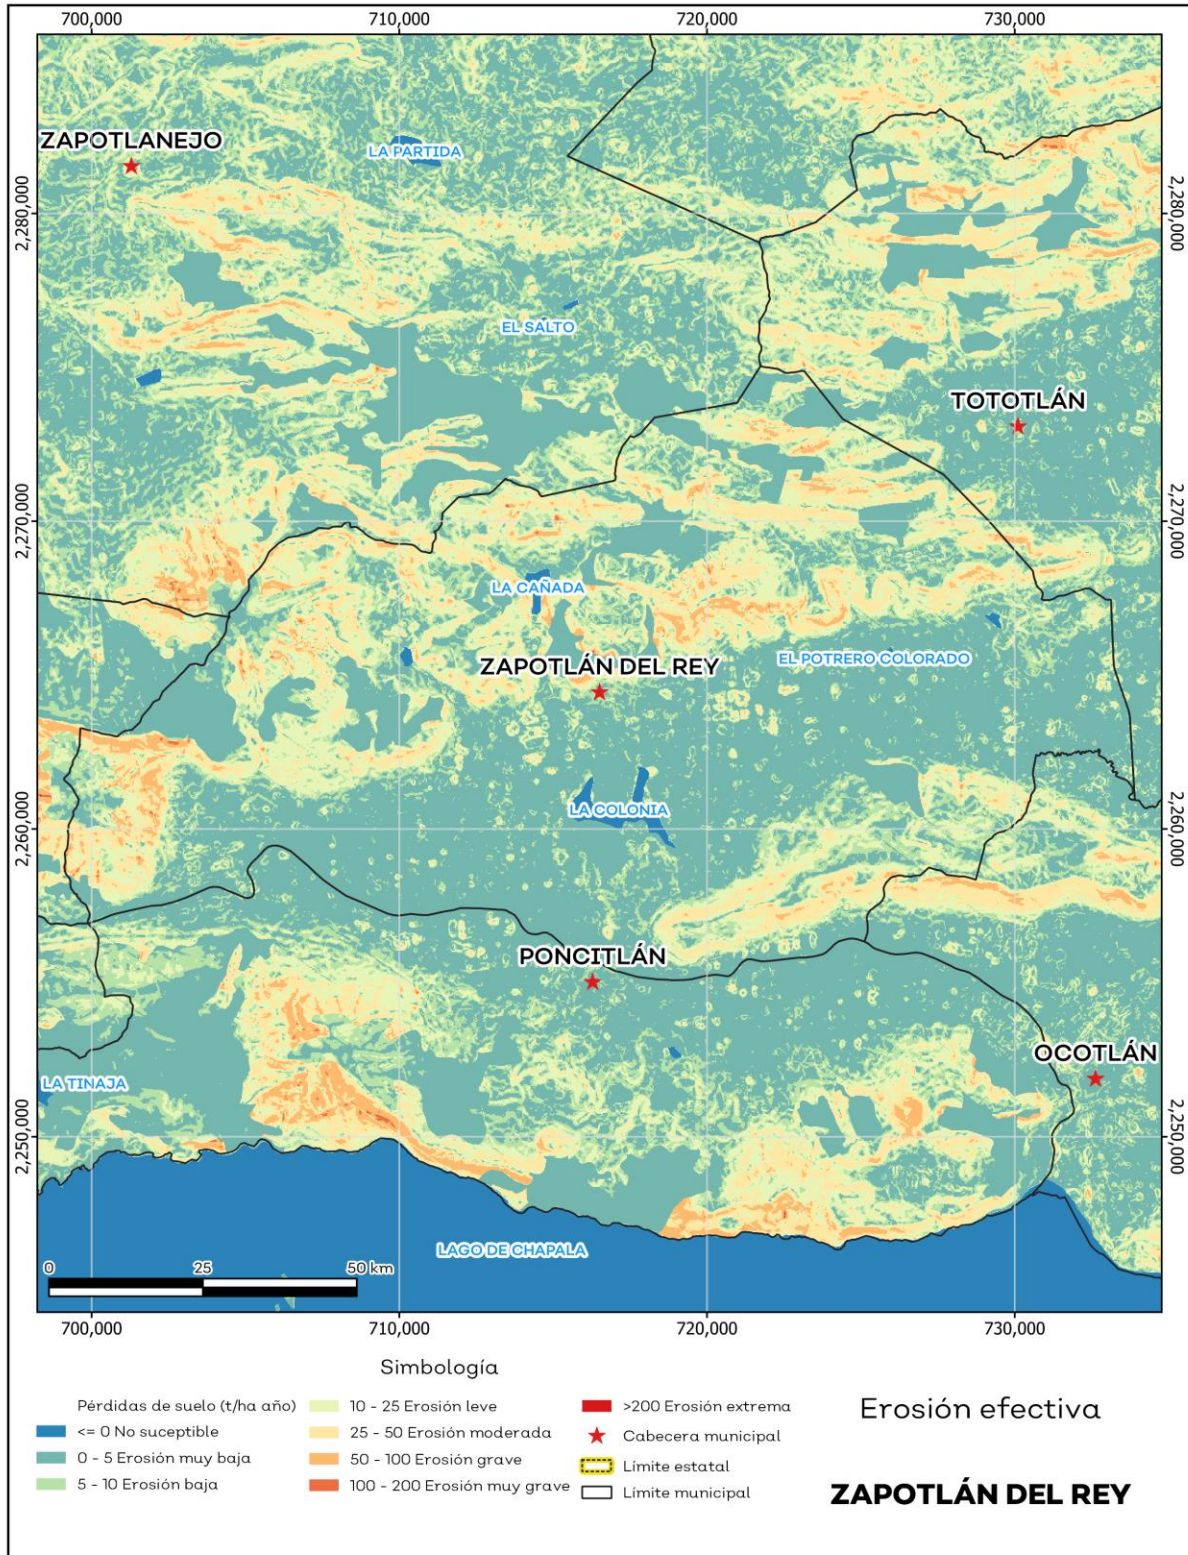 700,000
710,000
720,000
730,000
ZAPOTLANEJO
LA PARTIDA
2,280,000
2,280,000
EL SALTO
TOTOTLÁN
2,270,000
2,270,000
LA CAÑADA
ZAPOTLÁN DEL REY
EL POTRERO COLORADO
LA COLONIA
2,260,000
2,260,000
PONCITLÁN
OCOTLÁN
LA TINAJA
2,250,000
2,250,000
LAGO DE CHAPALA
0
25
50 km
700,000
710,000
720,000
730,000
Simbología
Pérdidas de suelo (t/ha año)
<= 0 No suceptible
0 - 5 Erosión muy baja
5 - 10 Erosión baja
10 - 25 Erosión leve
25 - 50 Erosión moderada
50 - 100 Erosión grave
100 - 200 Erosión muy grave
>200 Erosión extrema
Cabecera municipal
Límite estatal
Límite municipal
Erosión efectiva
ZAPOTLÁN DEL REY